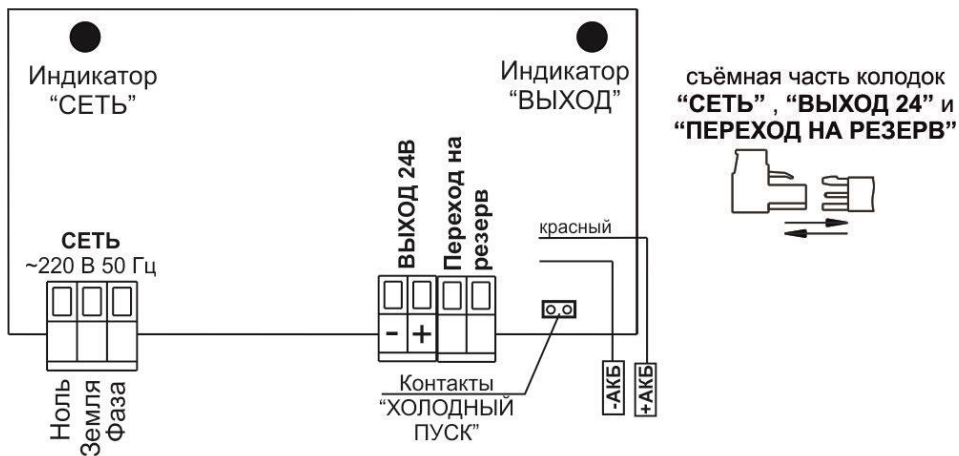 Индикатор
“СЕТЬ”
Индикатор
“ВЫХОД”
съёмная часть колодок
“СЕТЬ” , “ВЫХОД 24” и
“ПЕРЕХОД НА РЕЗЕРВ”
СЕТЬ
~220 В 50 Гц
ВЫХОД 24В
Переход на
резерв
красный
- +
Ноль
Земля
Фаза
Контакты
“ХОЛОДНЫЙ
ПУСК”
-АКБ
+АКБ